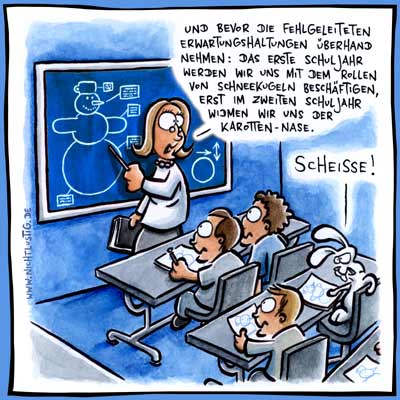 UND BEVOR DIE FEHLGELEITETEN
ERWARTUNGSHALTUNGEN ÜBERHAND
NEHMEN: DAS ERSTE SCHULJAHR
WERDEN WIR UNS MIT DEM ROLLEN
VON SCHNEEKUGELN BESCHÄFTIGEN,
ERST IM ZWEITEN SCHULJAHR
WIDMEN WIR UNS DER
KAROTTEN-NASE.
SCHEISSE!
WWW.NICHTLUSTIG.DE